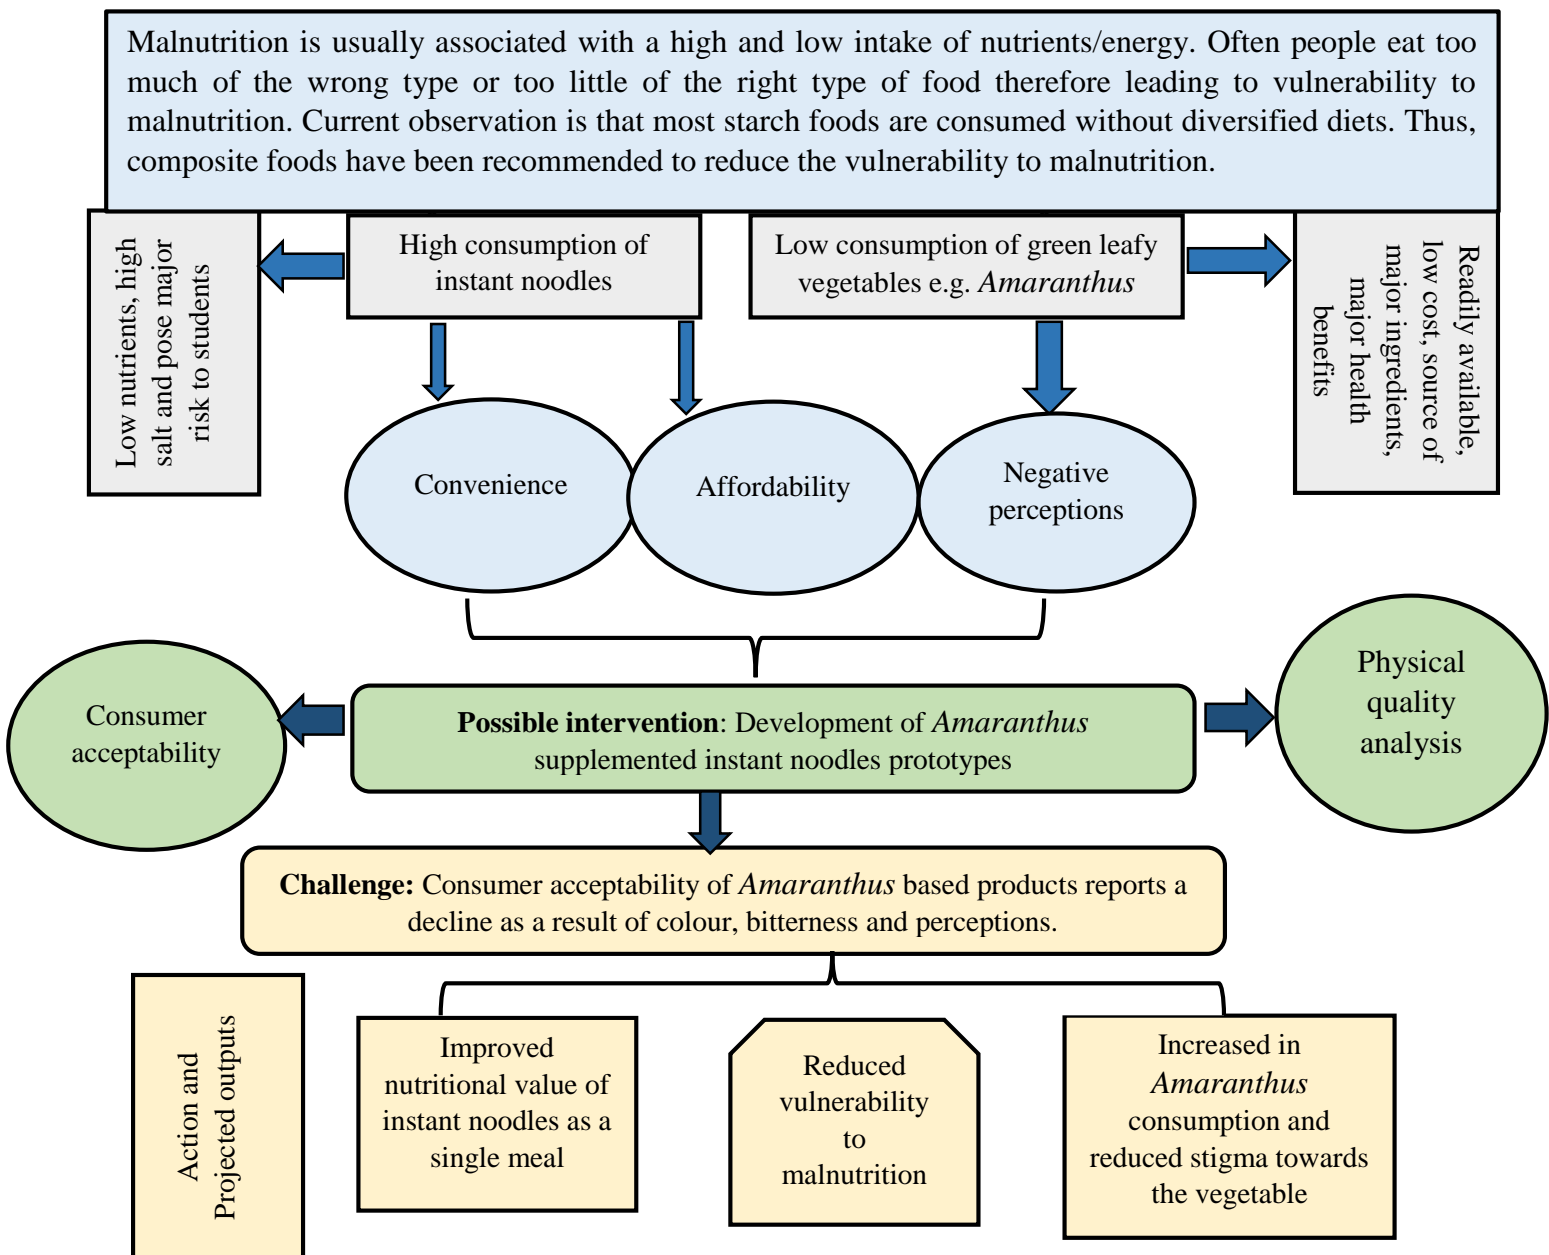 Malnutrition is usually associated with a high and low intake of nutrients/energy. Often people eat too
much of the wrong type or too little of the right type of food therefore leading to vulnerability to
malnutrition. Current observation is that most starch foods are consumed without diversified diets. Thus,
composite foods have been recommended to reduce the vulnerability to malnutrition.
Low nutrients, high
salt and pose major
risk to students
High consumption of
instant noodles
Low consumption of green leafy
vegetables e.g. Amaranthus
Readily available,
low cost, source of
major ingredients,
major health
benefits
Convenience
Affordability
Negative
perceptions
Consumer
acceptability
Possible intervention: Development of Amaranthus
supplemented instant noodles prototypes
Physical
quality
analysis
Challenge: Consumer acceptability of Amaranthus based products reports a
decline as a result of colour, bitterness and perceptions.
Action and
Projected outputs
Improved
nutritional value of
instant noodles as a
single meal
Reduced
vulnerability
to
malnutrition
Increased in
Amaranthus
consumption and
reduced stigma towards
the vegetable